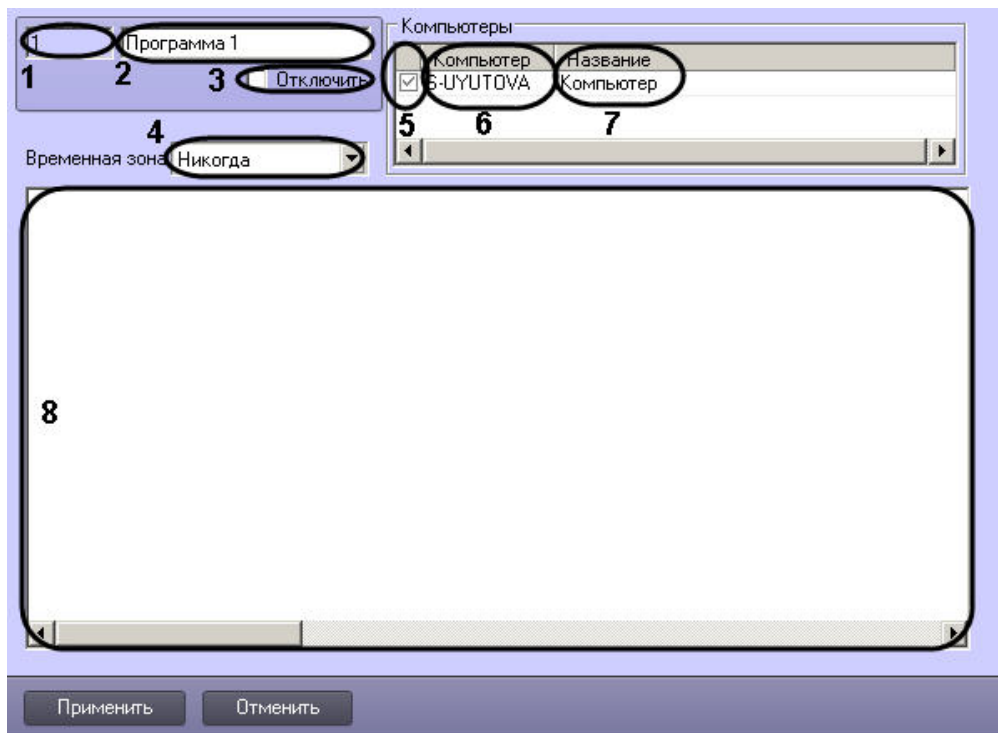 1 Программа 1
1 2 3 Отключить
4
Временная зона Никогда
Компьютеры
Компьютер Название
S-UYUTOVA Компьютер
5 6 7
8
Применить Отменить